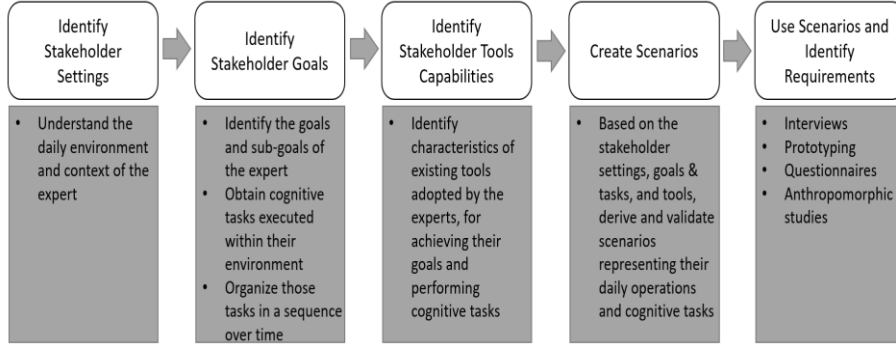 Identify
Stakeholder
Settings
• Understand the
daily environment
and context of the
expert
Identify
Stakeholder Goals
• Identify the goals
and sub-goals of
the expert
• Obtain cognitive
tasks executed
within their
environment
• Organize those
tasks in a sequence
over time
Identify
Stakeholder Tools
Capabilities
• Identify
characteristics of
existing tools
adopted by the
experts, for
achieving their
goals and
performing
cognitive tasks
Create Scenarios
• Based on the
stakeholder
settings, goals &
tasks, and tools,
derive and validate
scenarios
representing their
daily operations
and cognitive tasks
Use Scenarios and
Identify
Requirements
• Interviews
• Prototyping
• Questionnaires
• Anthropomorphic
studies